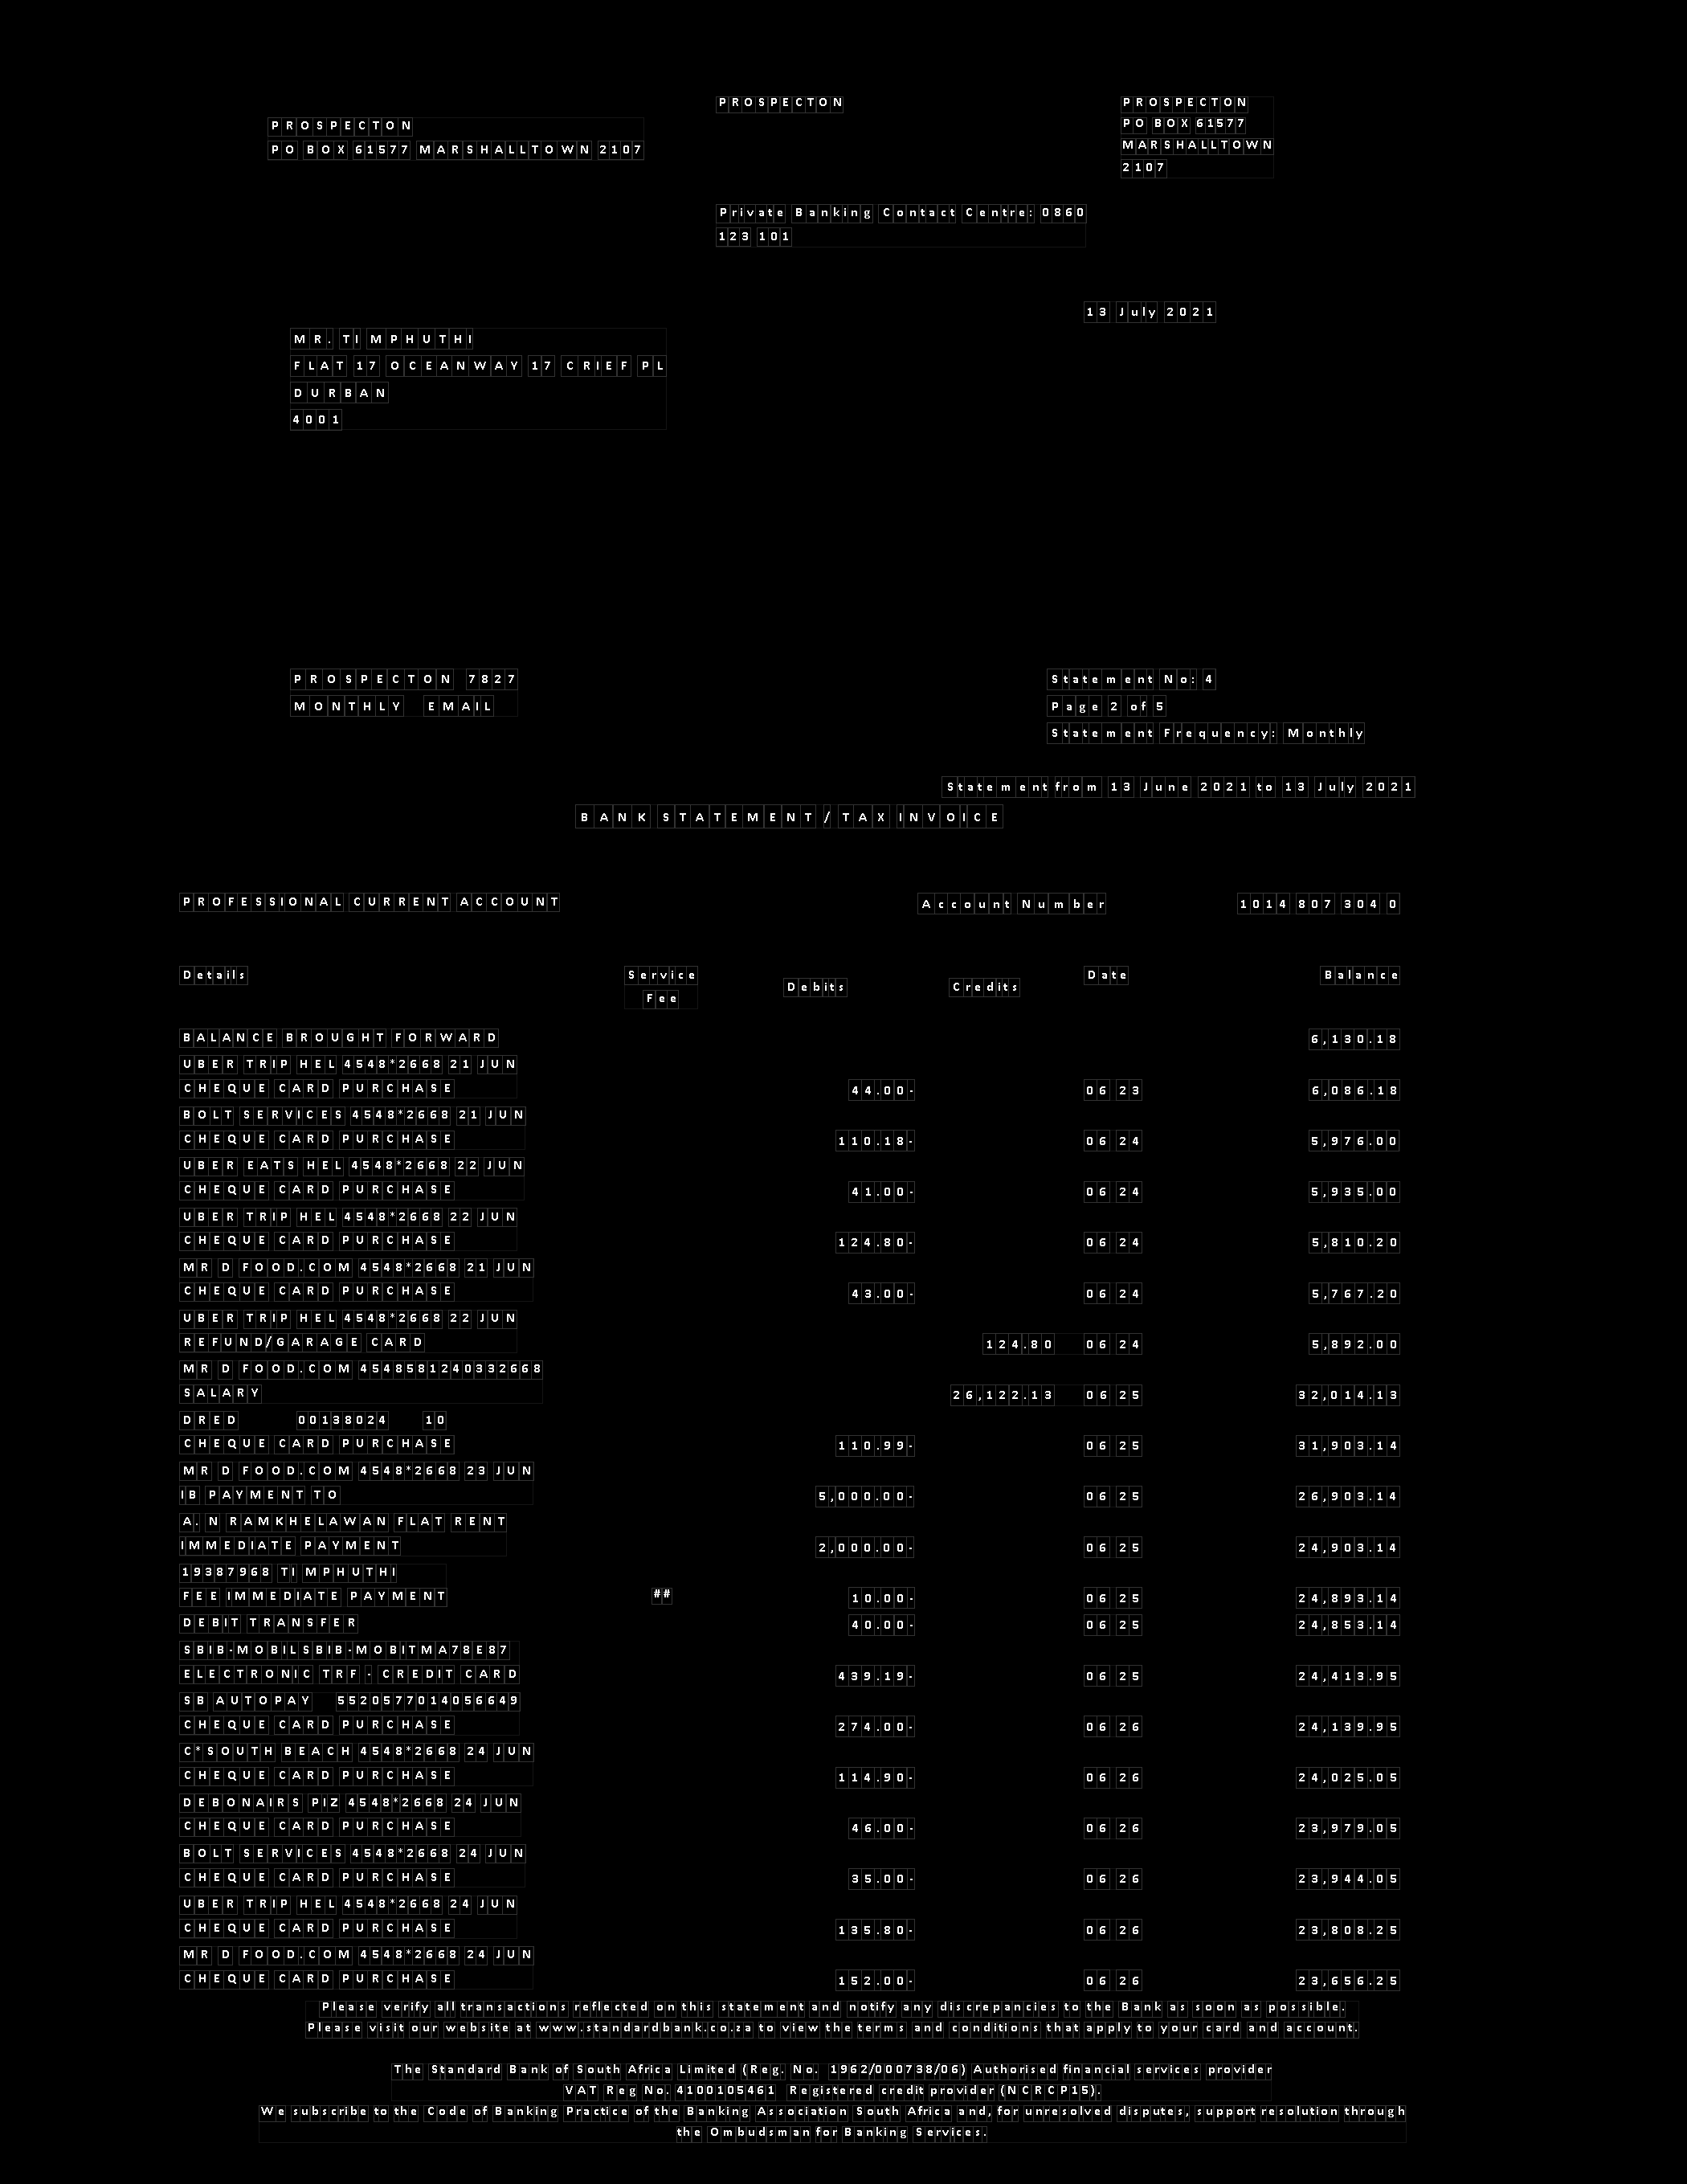 PROSPECTON
PROSPECTON
PO BOX 61577 MARSHALLTOWN 2107
PROSPECTON
PO BOX 61577
MARSHALLTOWN
2107
Private Banking Contact Centre: 0860
123 101
13 July 2021
MR. TI MPHUTHI
FLAT 17 OCEANWAY 17 CRIEF PL
DURBAN
4001
PROSPECTON 7827
MONTHLY EMAIL
Statement No: 4
Page 2 of 5
Statement Frequency: Monthly
Statement from 13 June 2021 to 13 July 2021
BANK STATEMENT / TAX INVOICE
PROFESSIONAL CURRENT ACCOUNT Account Number 1014 807 304 0
Details Service Fee Debits Credits Date Balance
BALANCE BROUGHT FORWARD 6,130.18
UBER TRIP HEL 4548*2668 21 JUN
CHEQUE CARD PURCHASE 44.00- 06 23 6,086.18
BOLT SERVICES 4548*2668 21 JUN
CHEQUE CARD PURCHASE 110.18- 06 24 5,976.00
UBER EATS HEL 4548*2668 22 JUN
CHEQUE CARD PURCHASE 41.00- 06 24 5,935.00
UBER TRIP HEL 4548*2668 22 JUN
CHEQUE CARD PURCHASE 124.80- 06 24 5,810.20
MR D FOOD.COM 4548*2668 21 JUN
CHEQUE CARD PURCHASE 43.00- 06 24 5,767.20
UBER TRIP HEL 4548*2668 22 JUN
REFUND/GARAGE CARD 124.80 06 24 5,892.00
MR D FOOD.COM 4548581240332668
SALARY 26,122.13 06 25 32,014.13
DRED 00138024 10
CHEQUE CARD PURCHASE 110.99- 06 25 31,903.14
MR D FOOD.COM 4548*2668 23 JUN
IB PAYMENT TO 5,000.00- 06 25 26,903.14
A. N RAMKHELAWAN FLAT RENT
IMMEDIATE PAYMENT 2,000.00- 06 25 24,903.14
19387968 TI MPHUTHI
FEE IMMEDIATE PAYMENT ## 10.00- 06 25 24,893.14
DEBIT TRANSFER 40.00- 06 25 24,853.14
SBIB-MOBILSBIB-MOBITMA78E87
ELECTRONIC TRF - CREDIT CARD 439.19- 06 25 24,413.95
SB AUTOPAY 5520577014056649
CHEQUE CARD PURCHASE 274.00- 06 26 24,139.95
C*SOUTH BEACH 4548*2668 24 JUN
CHEQUE CARD PURCHASE 114.90- 06 26 24,025.05
DEBONAIRS PIZ 4548*2668 24 JUN
CHEQUE CARD PURCHASE 46.00- 06 26 23,979.05
BOLT SERVICES 4548*2668 24 JUN
CHEQUE CARD PURCHASE 35.00- 06 26 23,944.05
UBER TRIP HEL 4548*2668 24 JUN
CHEQUE CARD PURCHASE 135.80- 06 26 23,808.25
MR D FOOD.COM 4548*2668 24 JUN
CHEQUE CARD PURCHASE 152.00- 06 26 23,656.25
Please verify all transactions reflected on this statement and notify any discrepancies to the Bank as soon as possible.
Please visit our website at www.standardbank.co.za to view the terms and conditions that apply to your card and account.
The Standard Bank of South Africa Limited (Reg. No. 1962/000738/06) Authorised financial services provider
VAT Reg No. 4100105461 Registered credit provider (NCRCP15).
We subscribe to the Code of Banking Practice of the Banking Association South Africa and, for unresolved disputes, support resolution through
the Ombudsman for Banking Services.